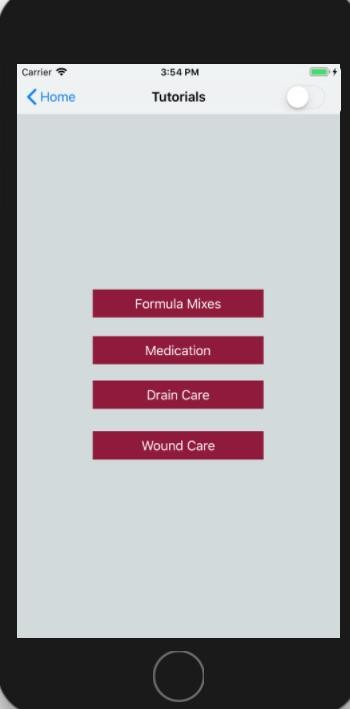 Carrier
3:54 PM
Home
Tutorials
Formula Mixes
Medication
Drain Care
Wound Care